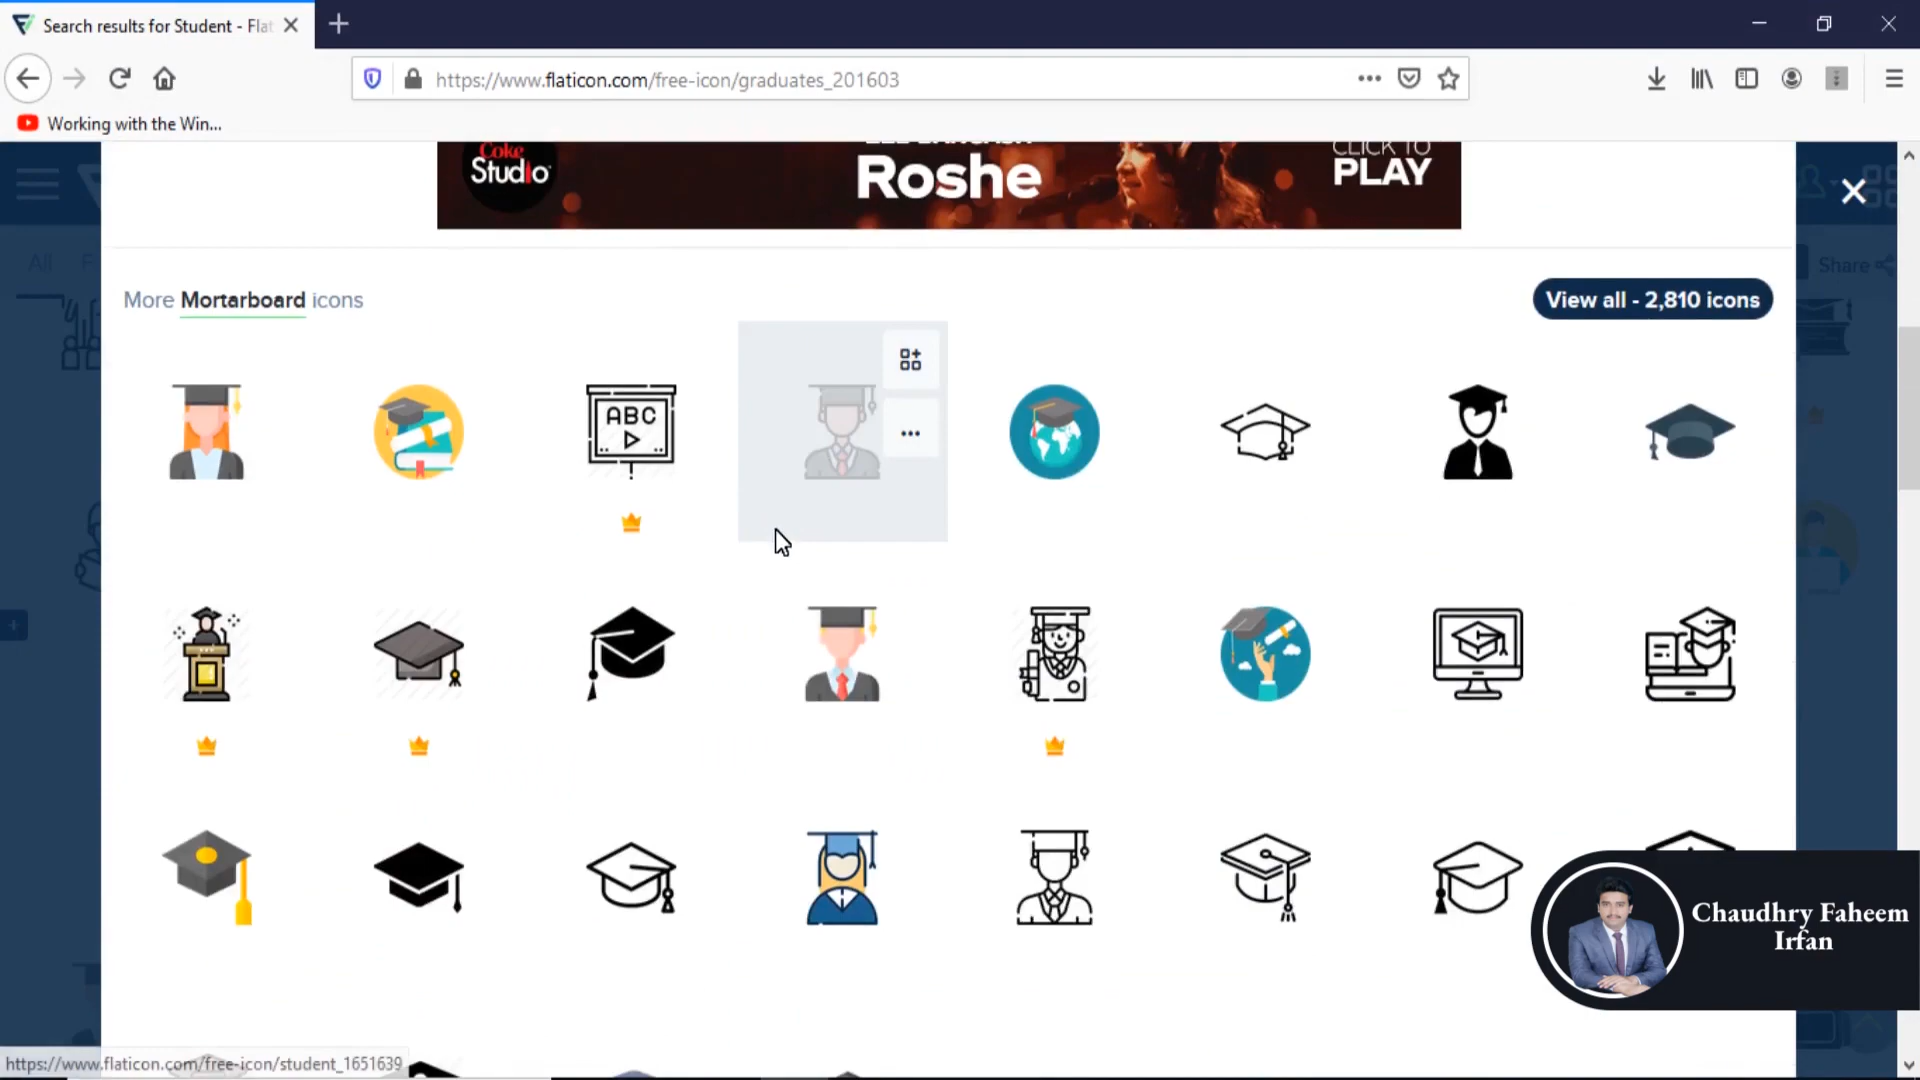 Search results for Student - Flat
https://www.flaticon.com/free-icon/graduates_201603
Working with the Win...
Coke
Studio
Roshe
CLICK TO
PLAY
All
Share
More Mortarboard icons
View all - 2,810 icons
ABC
Chaudhry Faheem
Irfan
https://www.flaticon.com/free-icon/student_1651639